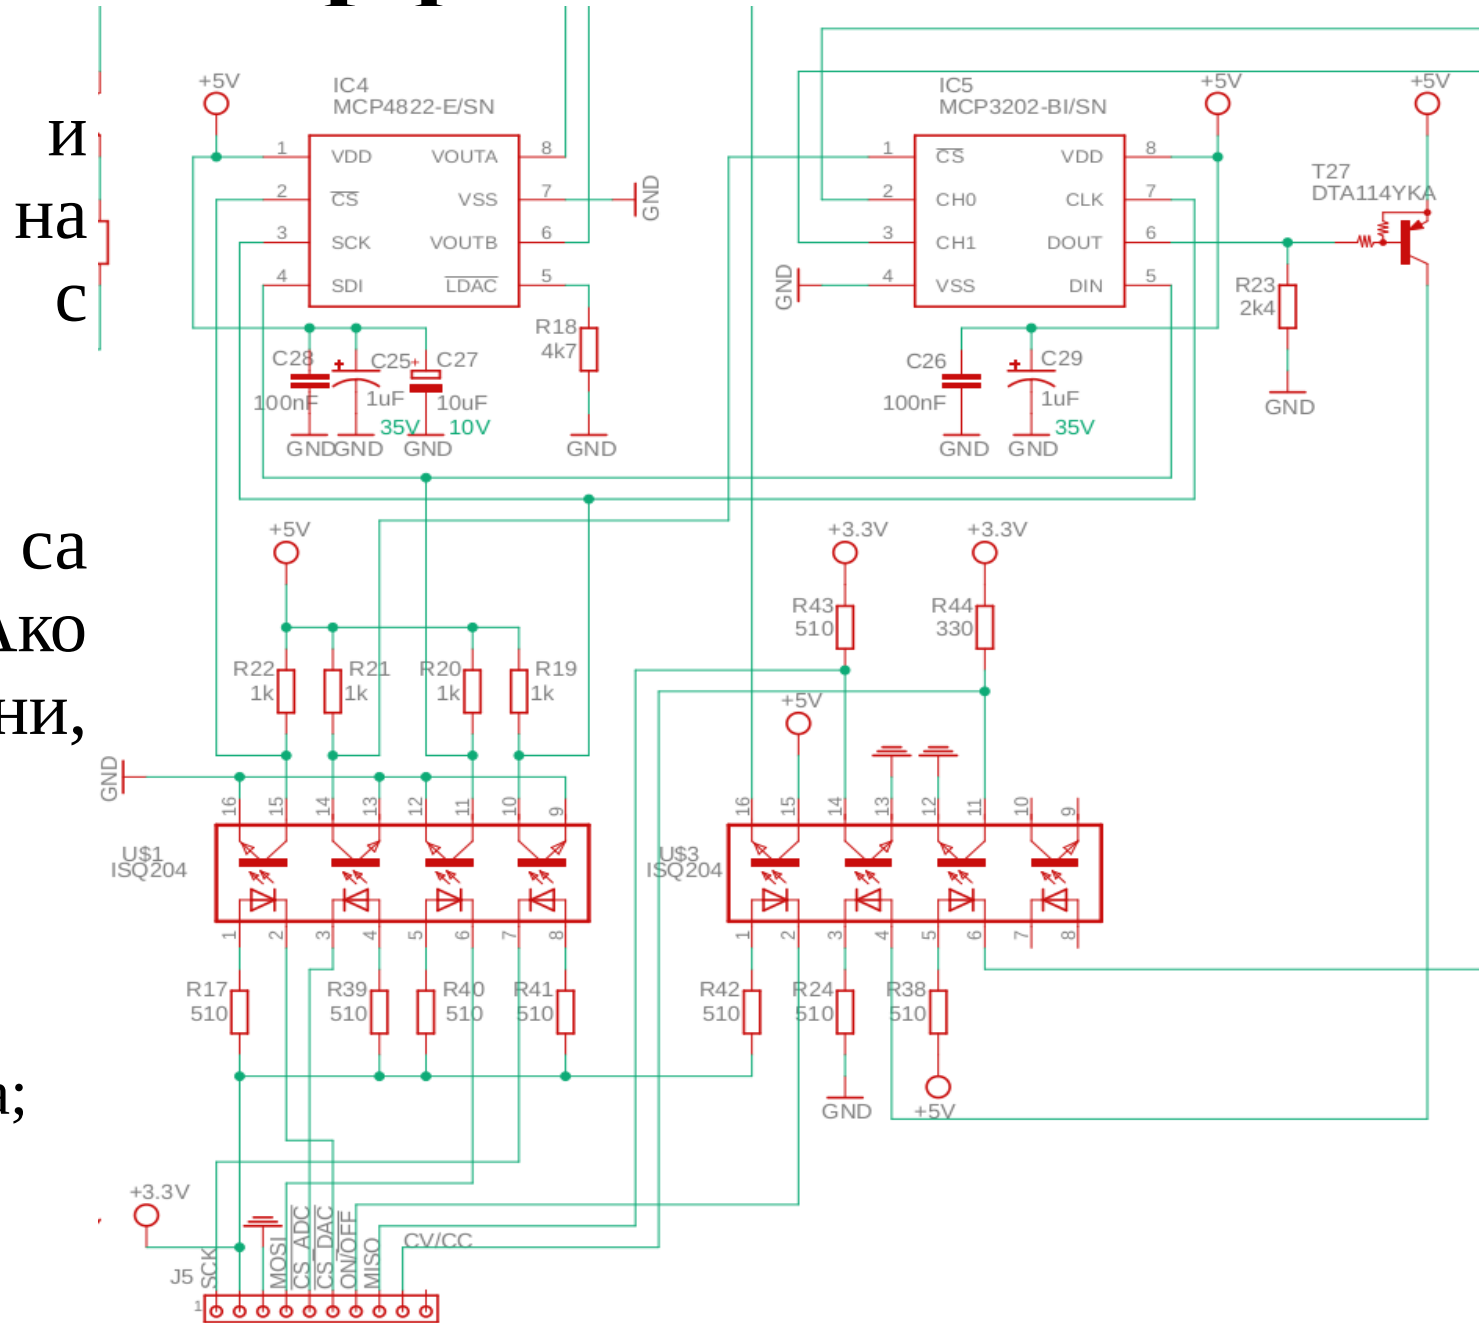 и
на
с
са
ко
ни,
а;
+5V
IC4
MCP4822-E/SN
1 VDD VOUTA 8
2 CS VSS 7 GND
3 SCK VOUTB 6
4 SDI LDAC 5
R18
4k7
C28 C25 + C27
100nF 1uF 10uF
35V 10V
GND GND GND GND
IC5
MCP3202-BI/SN
+5V +5V
1 CS VDD 8
2 CH0 CLK 7
3 CH1 DOUT 6
GND 4 VSS DIN 5
T27
DTA114YKA
R23
2k4
GND
C26 C29
100nF 1uF
35V
GND GND
+5V +3.3V +3.3V
R43 R44
510 330
R22 R21 R20 R19
1k 1k 1k 1k
+5V
GND
16 15 14 13 12 11 10 9
16 15 14 13 12 11 10 9
U$1
ISQ204
U$3
ISQ204
1 2 3 4 5 6 7 8
1 2 3 4 5 6 7 8
R17 R39 R40 R41 R42 R24 R38
510 510 510 510 510 510 510
GND +5V
+3.3V
J5
1
SCK
MOSI
CS_ADC
CS_DAC
ON/OFF
MISO
CV/CC